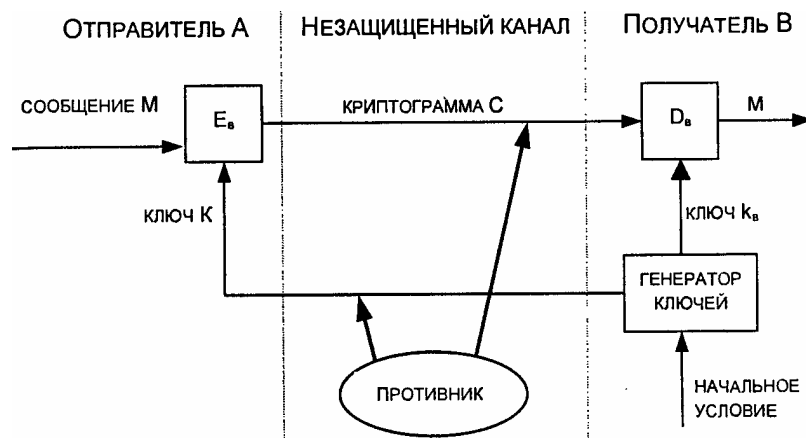 ОТПРАВИТЕЛЬ А
НЕЗАЩИЩЕННЫЙ КАНАЛ
ПОЛУЧАТЕЛЬ В
СООБЩЕНИЕ М
Eв
КРИПТОГРАММА С
Dв
М
КЛЮЧ К
КЛЮЧ kв
ГЕНЕРАТОР
КЛЮЧЕЙ
ПРОТИВНИК
НАЧАЛЬНОЕ
УСЛОВИЕ